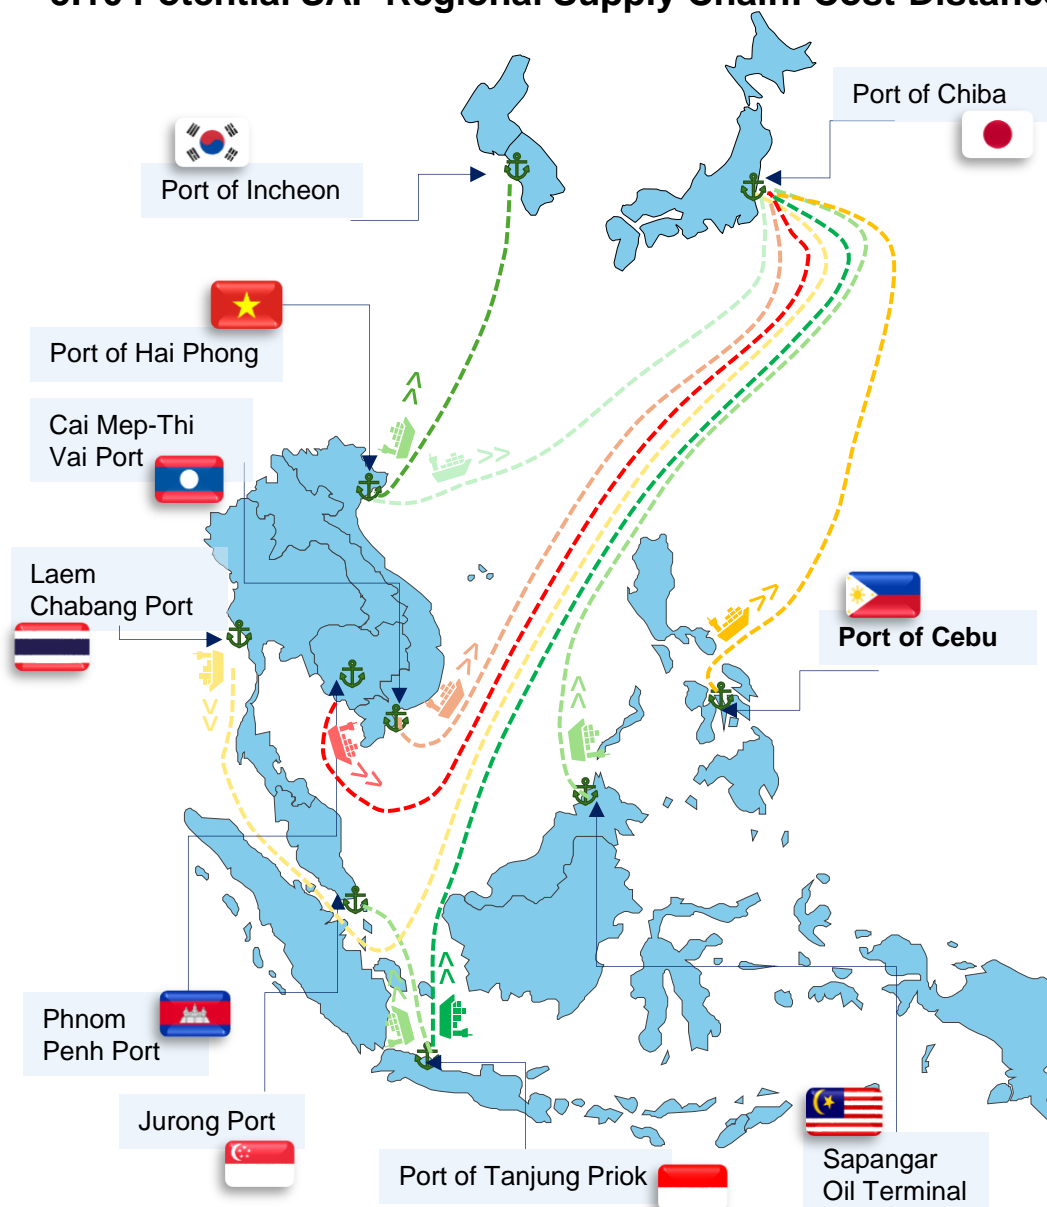 Port of Chiba
Port of Incheon
Port of Hai Phong
Cai Mep-Thi
Vai Port
Laem
Chabang Port
Port of Cebu
Phnom
Penh Port
Jurong Port
Port of Tanjung Priok
Sapangar
Oil Terminal